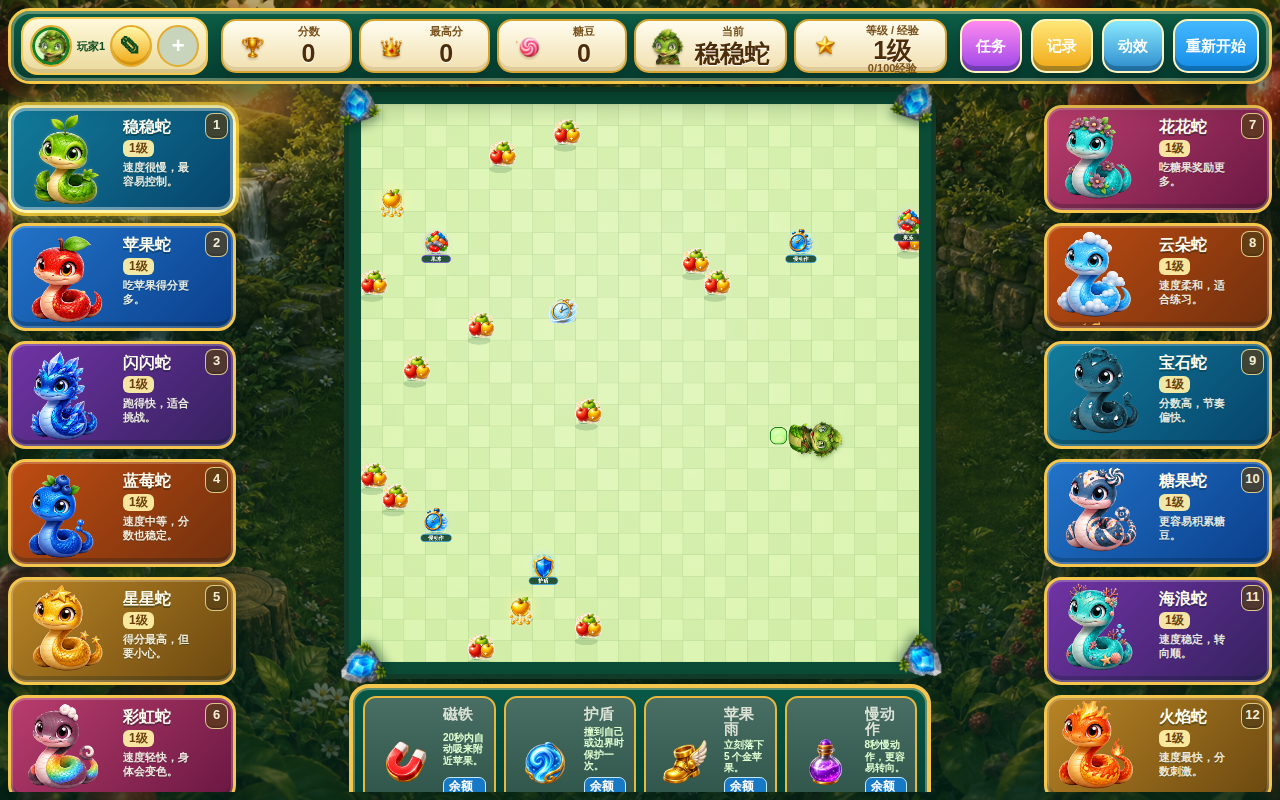 玩家1
+
分数
0
最高分
0
糖豆
0
当前
稳稳蛇
等级 / 经验
1级
0/100经验
任务
记录
动效
重新开始
稳稳蛇
1
1级
速度很慢，最
容易控制。
苹果蛇
2
1级
吃苹果得分更
多。
闪闪蛇
3
1级
跑得快，适合
挑战。
蓝莓蛇
4
1级
速度中等，分
数也稳定。
星星蛇
5
1级
得分最高，但
要小心。
彩虹蛇
6
1级
速度轻快，身
体会变色。
果冻
慢动作
果冻
慢动作
护盾
磁铁
20秒内自
动吸来附
近苹果。
余额
护盾
撞到自己
或边界时
保护一
次。
余额
苹果
雨
立刻落下
5 个金苹
果。
余额
慢动
作
8秒慢动
作，更容
易转向。
余额
花花蛇
7
1级
吃糖果奖励更
多。
云朵蛇
8
1级
速度柔和，适
合练习。
宝石蛇
9
1级
分数高，节奏
偏快。
糖果蛇
10
1级
更容易积累糖
豆。
海浪蛇
11
1级
速度稳定，转
向顺。
火焰蛇
12
1级
速度最快，分
数刺激。